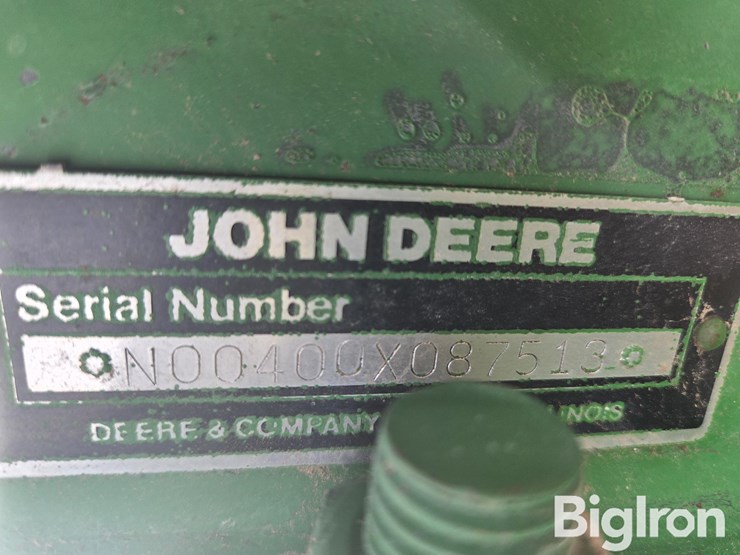 JOHN DEERE
Serial Number
N00400X087513
DEERE & COMPANY
BigIron